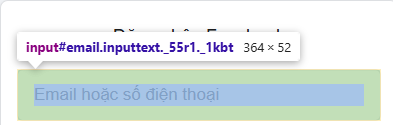 input#email.inputtext._55r1._1kbt 364 × 52
Email hoặc số điện thoại